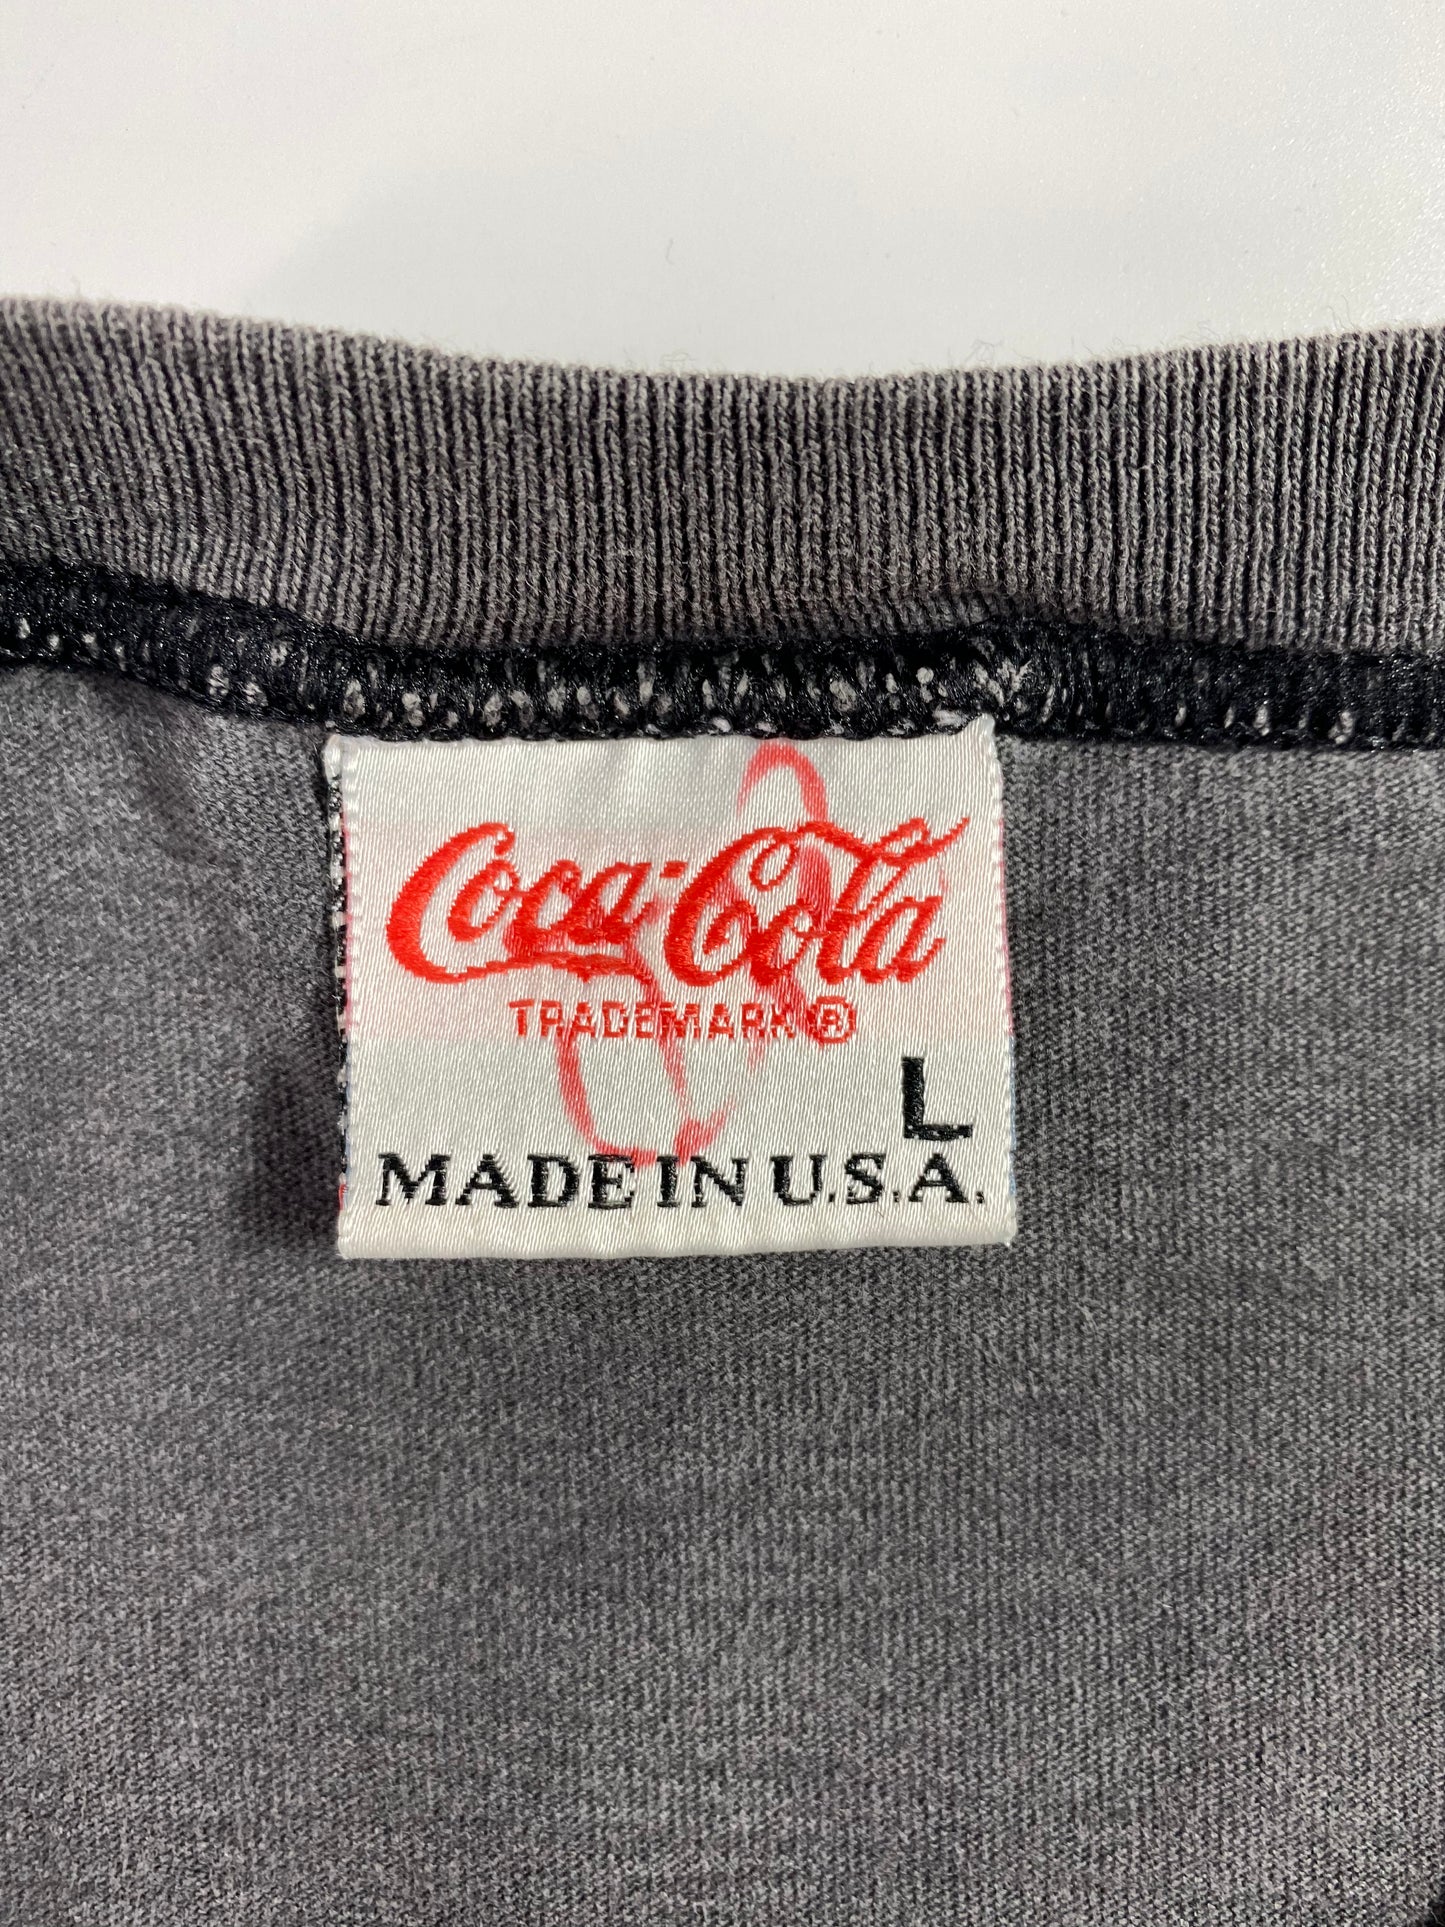 Coca-Cola
TRADEMARK ®
L
MADE IN U.S.A.